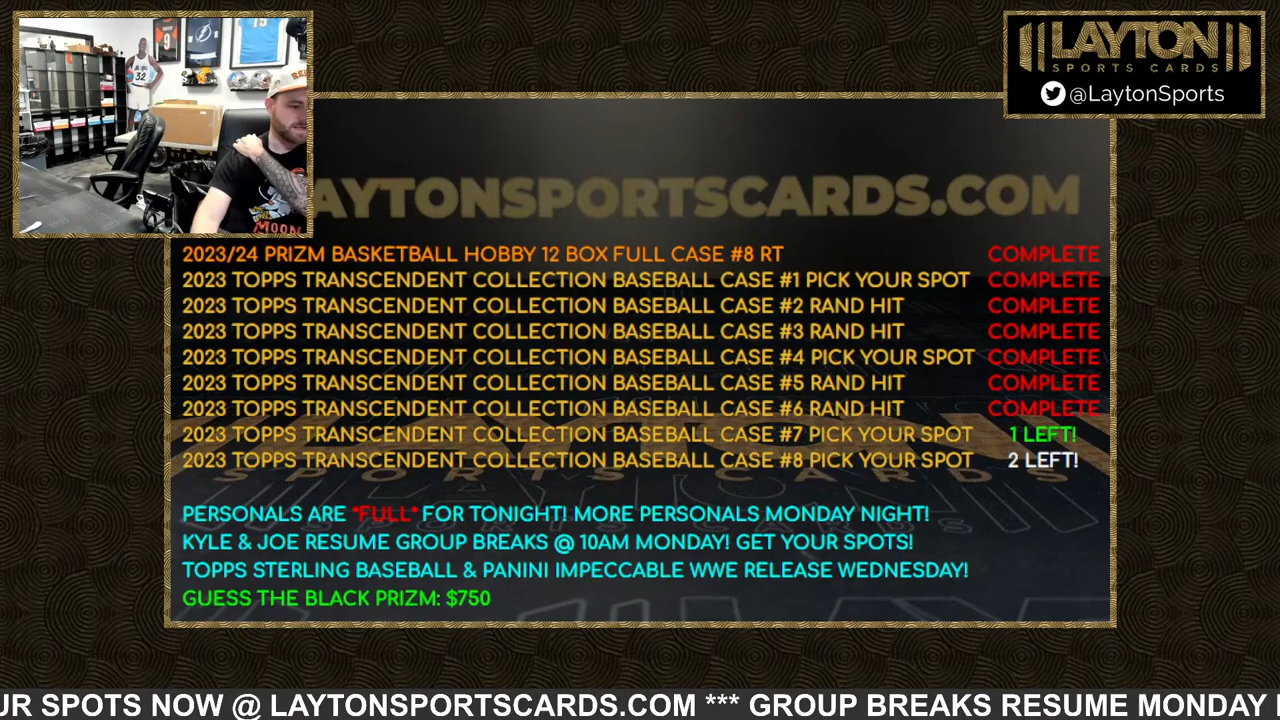 LAYTON
SPORTS CARDS
@LaytonSports
LAYTONSPORTSCARDS.COM
2023/24 PRIZM BASKETBALL HOBBY 12 BOX FULL CASE #8 RT COMPLETE
2023 TOPPS TRANSCENDENT COLLECTION BASEBALL CASE #1 PICK YOUR SPOT COMPLETE
2023 TOPPS TRANSCENDENT COLLECTION BASEBALL CASE #2 RAND HIT COMPLETE
2023 TOPPS TRANSCENDENT COLLECTION BASEBALL CASE #3 RAND HIT COMPLETE
2023 TOPPS TRANSCENDENT COLLECTION BASEBALL CASE #4 PICK YOUR SPOT COMPLETE
2023 TOPPS TRANSCENDENT COLLECTION BASEBALL CASE #5 RAND HIT COMPLETE
2023 TOPPS TRANSCENDENT COLLECTION BASEBALL CASE #6 RAND HIT COMPLETE
2023 TOPPS TRANSCENDENT COLLECTION BASEBALL CASE #7 PICK YOUR SPOT 1 LEFT!
2023 TOPPS TRANSCENDENT COLLECTION BASEBALL CASE #8 PICK YOUR SPOT 2 LEFT!
SPORTS CARDS
PERSONALS ARE *FULL* FOR TONIGHT! MORE PERSONALS MONDAY NIGHT!
KYLE & JOE RESUME GROUP BREAKS @ 10AM MONDAY! GET YOUR SPOTS!
TOPPS STERLING BASEBALL & PANINI IMPECCABLE WWE RELEASE WEDNESDAY!
GUESS THE BLACK PRIZM: $750
UR SPOTS NOW @ LAYTONSPORTSCARDS.COM *** GROUP BREAKS RESUME MONDAY
9
32
MOON